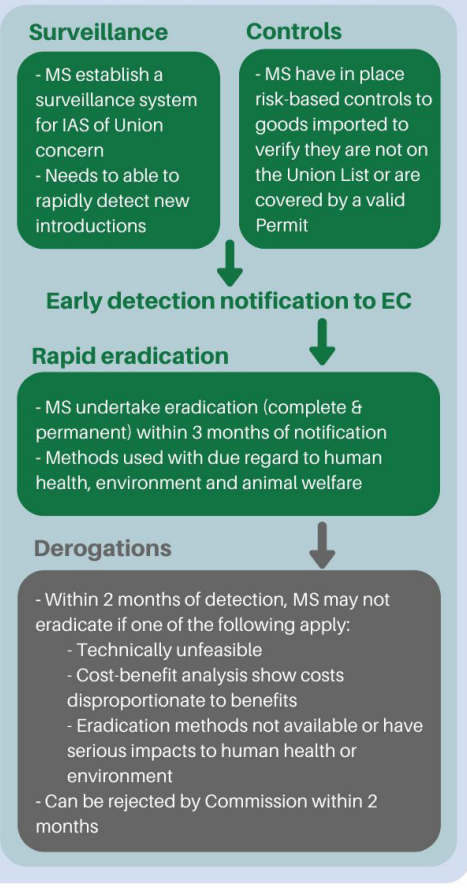 Surveillance
- MS establish a
surveillance system
for IAS of Union
concern
- Needs to able to
rapidly detect new
introductions
Controls
- MS have in place
risk-based controls to
goods imported to
verify they are not on
the Union List or are
covered by a valid
Permit
Early detection notification to EC
Rapid eradication
- MS undertake eradication (complete &
permanent) within 3 months of notification
- Methods used with due regard to human
health, environment and animal welfare
Derogations
- Within 2 months of detection, MS may not
eradicate if one of the following apply:
- Technically unfeasible
- Cost-benefit analysis show costs
disproportionate to benefits
- Eradication methods not available or have
serious impacts to human health or
environment
- Can be rejected by Commission within 2
months